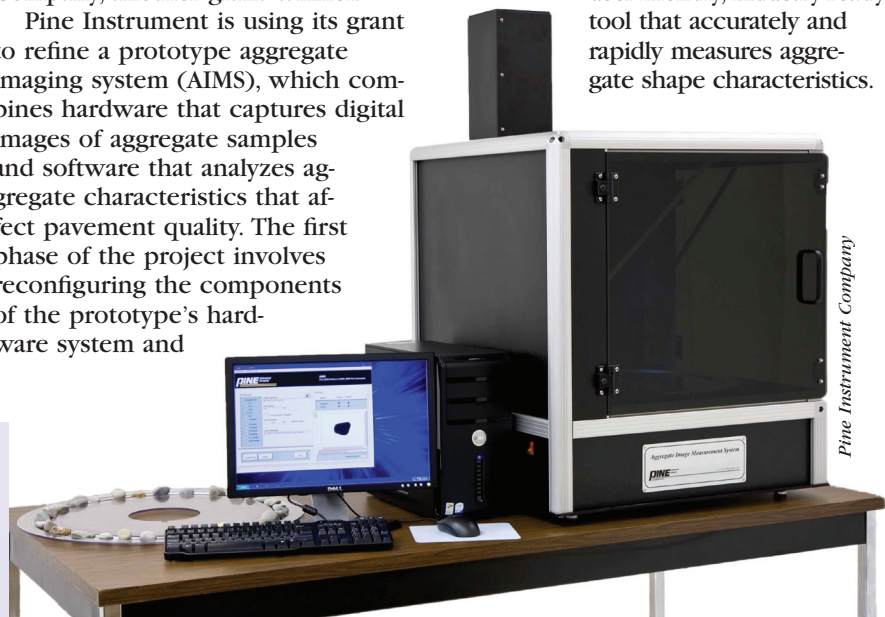 Pine Instrument is using its grant
to refine a prototype aggregate
imaging system (AIMS), which com-
bines hardware that captures digital
images of aggregate samples
and software that analyzes ag-
gregate characteristics that af-
fect pavement quality. The first
phase of the project involves
reconfiguring the components
of the prototype's hard-
ware system and
tool that accurately and
rapidly measures aggre-
gate shape characteristics.
Pine Instrument Company
PINE
DELL
Aggregate Image Measurement System
PINE